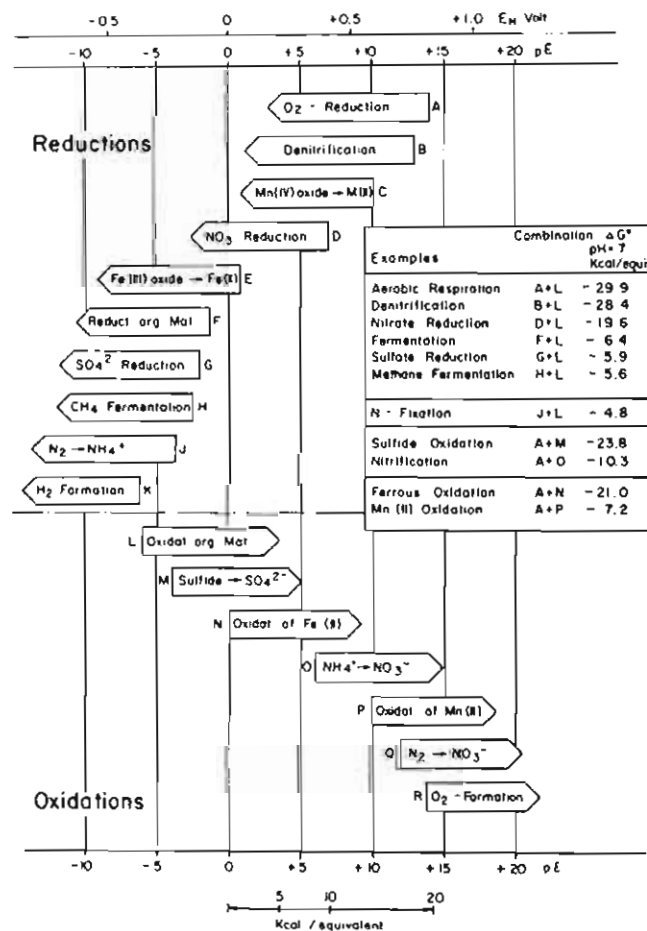 -0.5 0 +0.5 +1.0 EH Volt
-10 -5 0 +5 +10 +15 +20 pE
O2 - Reduction A
Reductions
Denitrification B
Mn(IV) oxide → M(II) C
NO3 Reduction D
Fe(III) oxide → Fe(II) E
Reduct org Mat F
SO4 2 Reduction G
CH4 Fermentation H
N2 → NH4+ J
H2 Formation K
Combination ΔG°
pH = 7
Examples Kcal/equiv
Aerobic Respiration A+L - 29.9
Denitrification B+L - 28.4
Nitrate Reduction D+L - 19.6
Fermentation F+L - 6.4
Sulfate Reduction G+L - 5.9
Methane Fermentation H+L - 5.6
N - Fixation J+L - 4.8
Sulfide Oxidation A+M - 23.8
Nitrification A+O - 10.3
Ferrous Oxidation A+N - 21.0
Mn (II) Oxidation A+P - 7.2
L Oxidat org Mat
M Sulfide → SO4 2-
N Oxidat of Fe (II)
O NH4+ → NO3-
P Oxidat of Mn (II)
Q N2 → NO3-
R O2 - Formation
Oxidations
-10 -5 0 +5 +10 +15 +20 pE
5 10 20
Kcal / equivalent